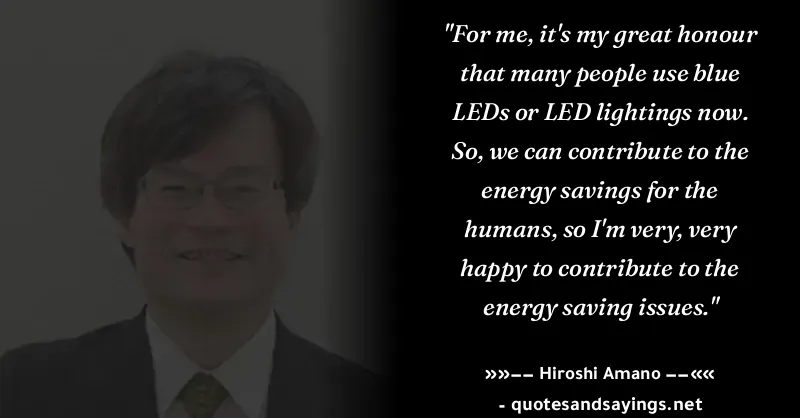 "For me, it's my great honour
that many people use blue
LEDs or LED lightings now.
So, we can contribute to the
energy savings for the
humans, so I'm very, very
happy to contribute to the
energy saving issues."
»»−− Hiroshi Amano −−««
- quotesandsayings.net